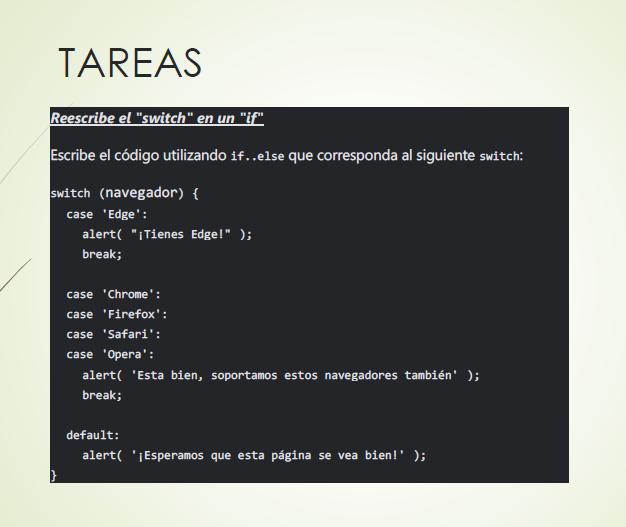 TAREAS
Reescribe el "switch" en un "if"
Escribe el código utilizando if..else que corresponda al siguiente switch:
switch (navegador) {
  case 'Edge':
    alert( "¡Tienes Edge!" );
    break;

  case 'Chrome':
  case 'Firefox':
  case 'Safari':
  case 'Opera':
    alert( 'Esta bien, soportamos estos navegadores también' );
    break;

  default:
    alert( '¡Esperamos que esta página se vea bien!' );
}